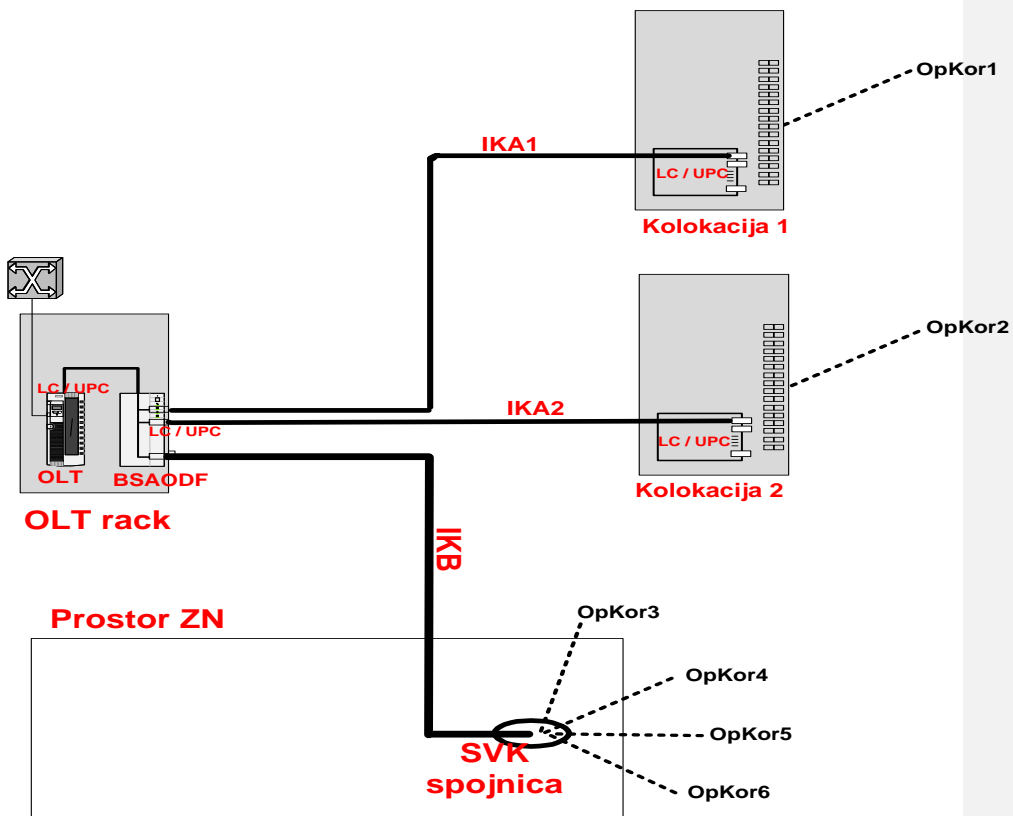 OpKor1
IKA1
LC / UPC
Kolokacija 1
OpKor2
LC / UPC
IKA2
LC / UPC
LC / UPC
OLT
BSAODF
Kolokacija 2
OLT rack
IKB
Prostor ZN
OpKor3
OpKor4
OpKor5
SVK
spojnica
OpKor6